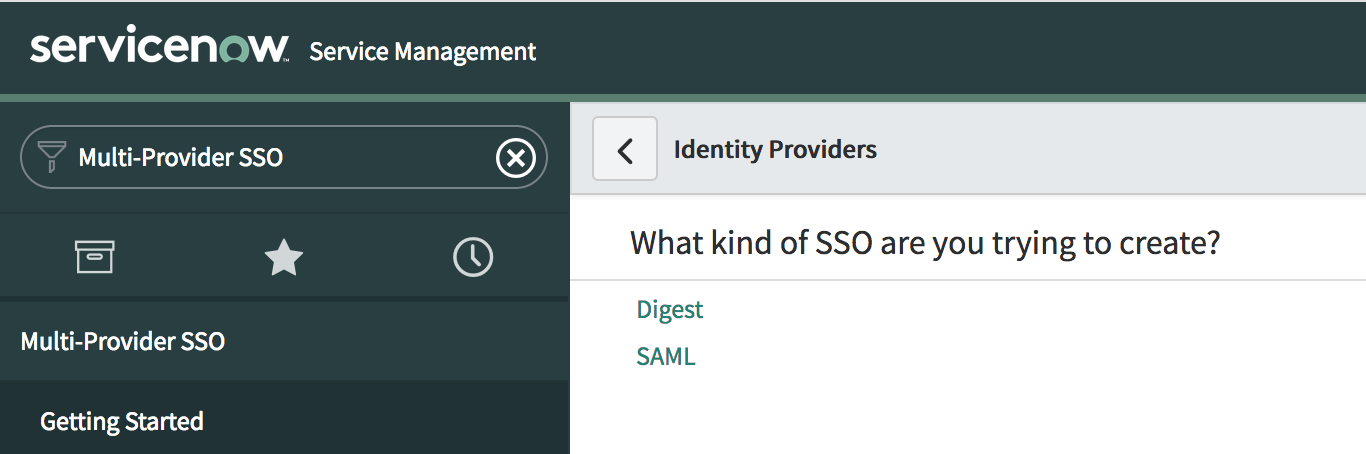 servicenow™ Service Management
Multi-Provider SSO
Identity Providers
What kind of SSO are you trying to create?
Digest
SAML
Multi-Provider SSO
Getting Started